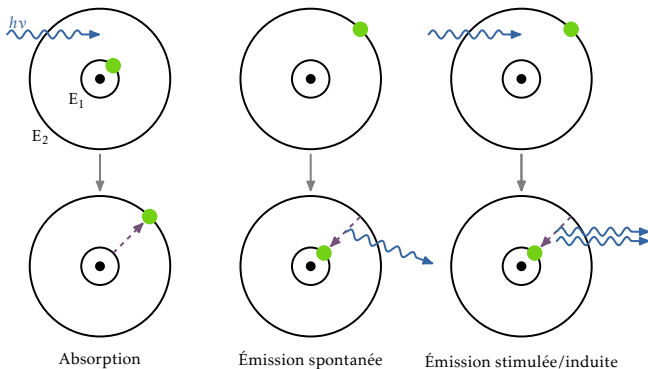 hν
E₁
E₂
Absorption
Émission spontanée
Émission stimulée/induite